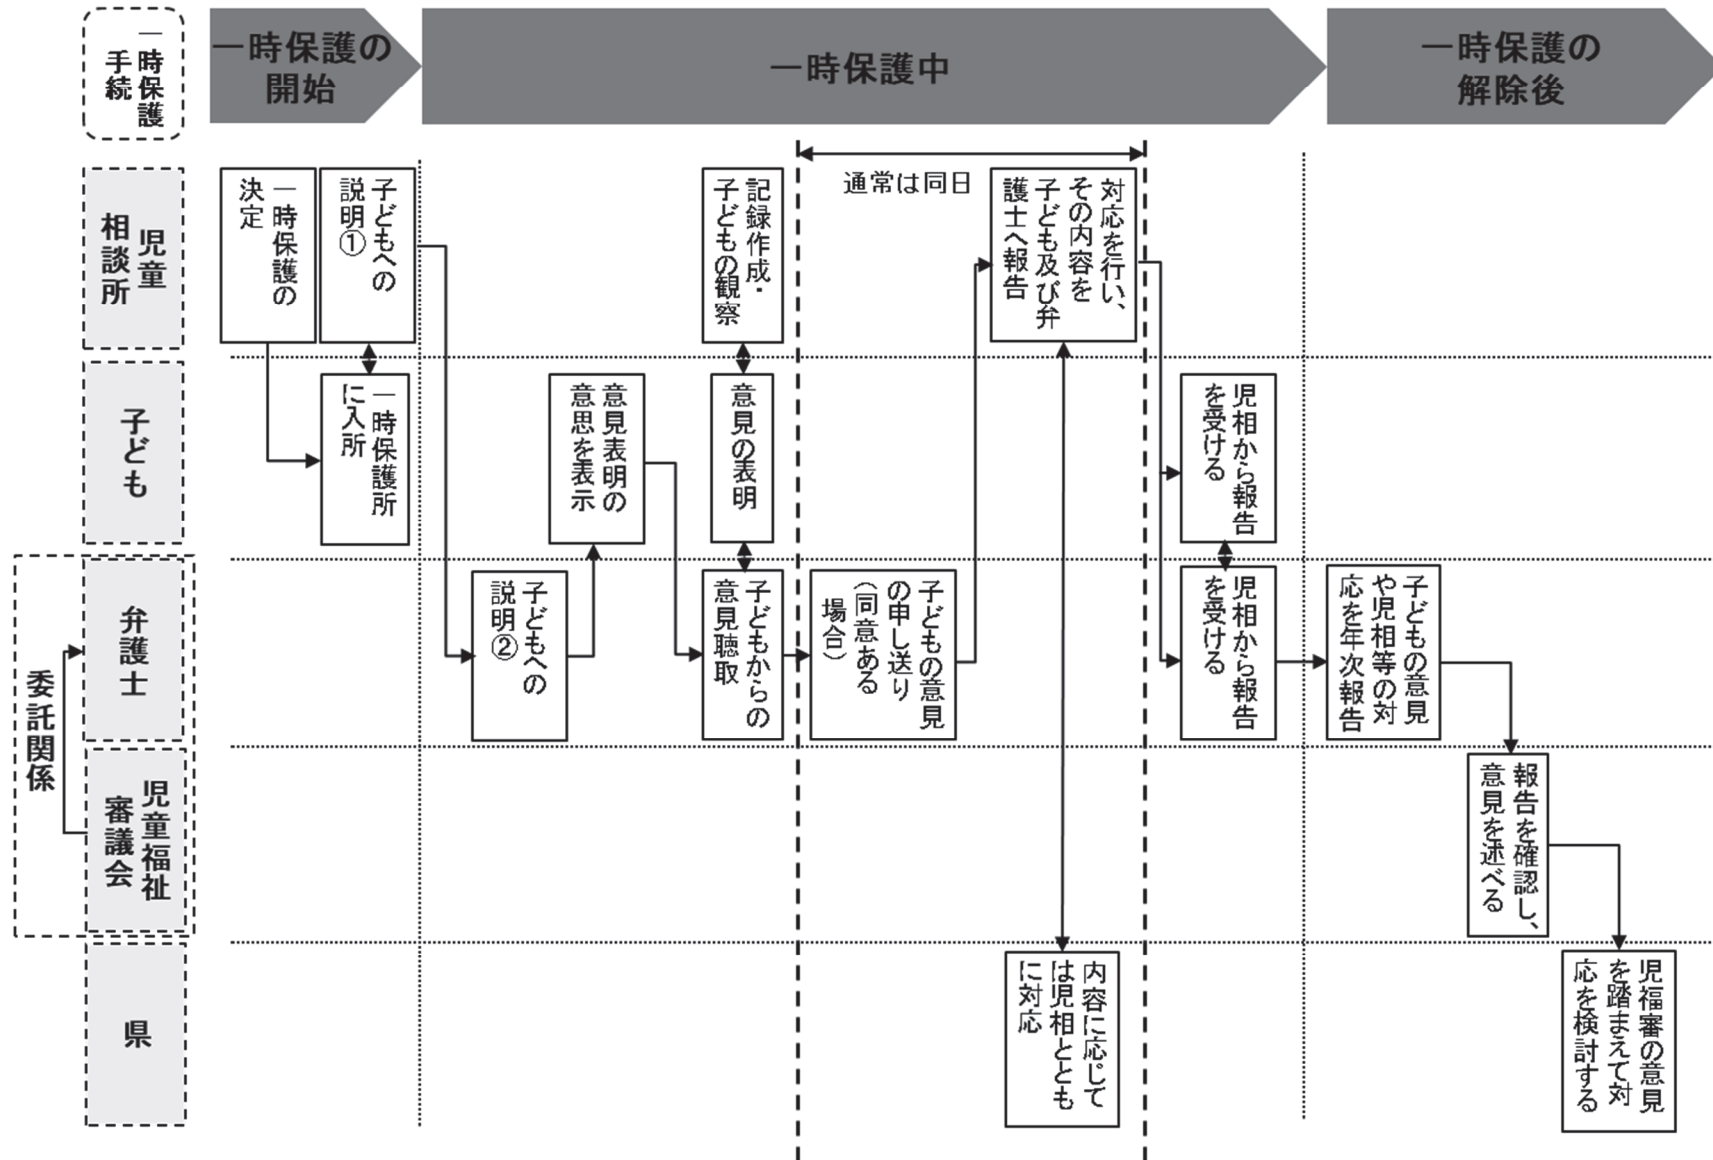 一時保護
手続
一時保護の
開始
一時保護中
一時保護の
解除後
通常は同日
児童
相談所
一時保護の
決定
子どもへの
説明①
記録作成・
子どもの観察
対応を行い、
その内容を
子ども及び弁
護士へ報告
子ども
一時保護所
に入所
意見表明の
意思を表示
意見の表明
児相から報告
を受ける
委託関係
弁護士
子どもへの
説明②
子どもからの
意見聴取
子どもの意見
の申し送り
（同意ある
場合）
児相から報告
を受ける
子どもの意見
や児相等の対
応を年次報告
児童福祉
審議会
報告を確認し、
意見を述べる
県
内容に応じて
は児相ととも
に対応
児福審の意見
を踏まえて対
応を検討する